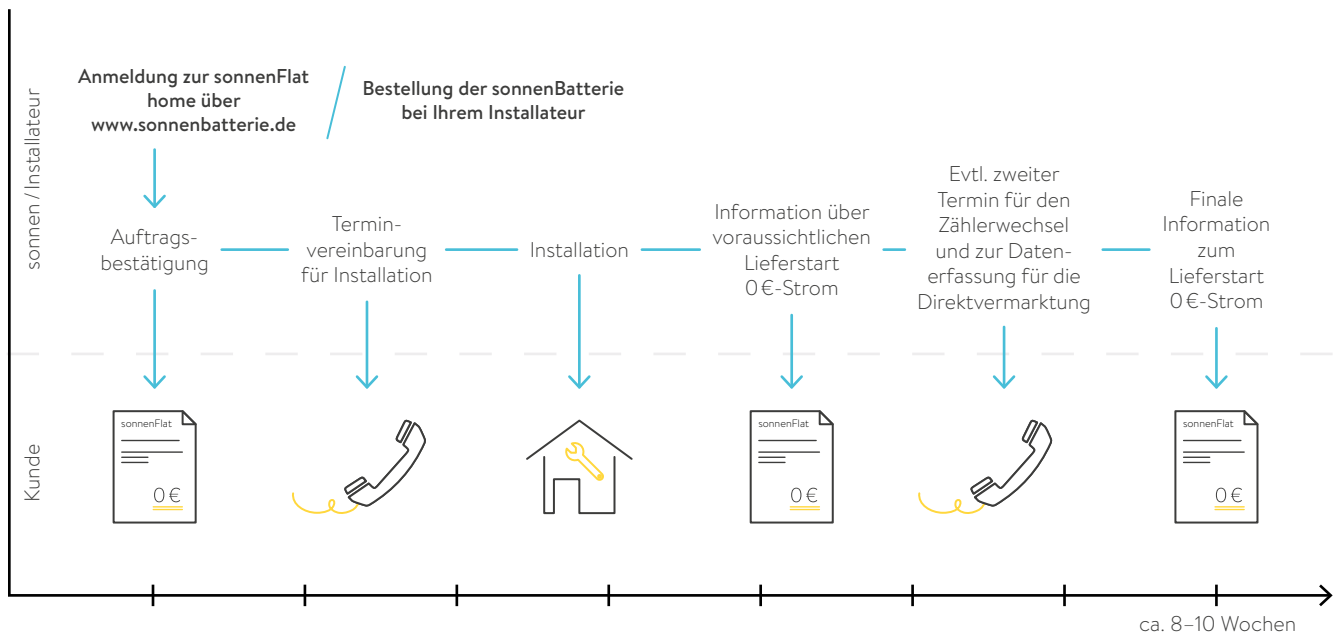 sonnen / Installateur
Anmeldung zur sonnenFlat
home über
www.sonnenbatterie.de
Bestellung der sonnenBatterie
bei Ihrem Installateur
Auftrags-
bestätigung
Termin-
vereinbarung
für Installation
Installation
Information über
voraussichtlichen
Lieferstart
0 €-Strom
Evtl. zweiter
Termin für den
Zählerwechsel
und zur Daten-
erfassung für die
Direktvermarktung
Finale
Information
zum
Lieferstart
0 €-Strom
Kunde
sonnenFlat
0 €
sonnenFlat
0 €
sonnenFlat
0 €
ca. 8–10 Wochen